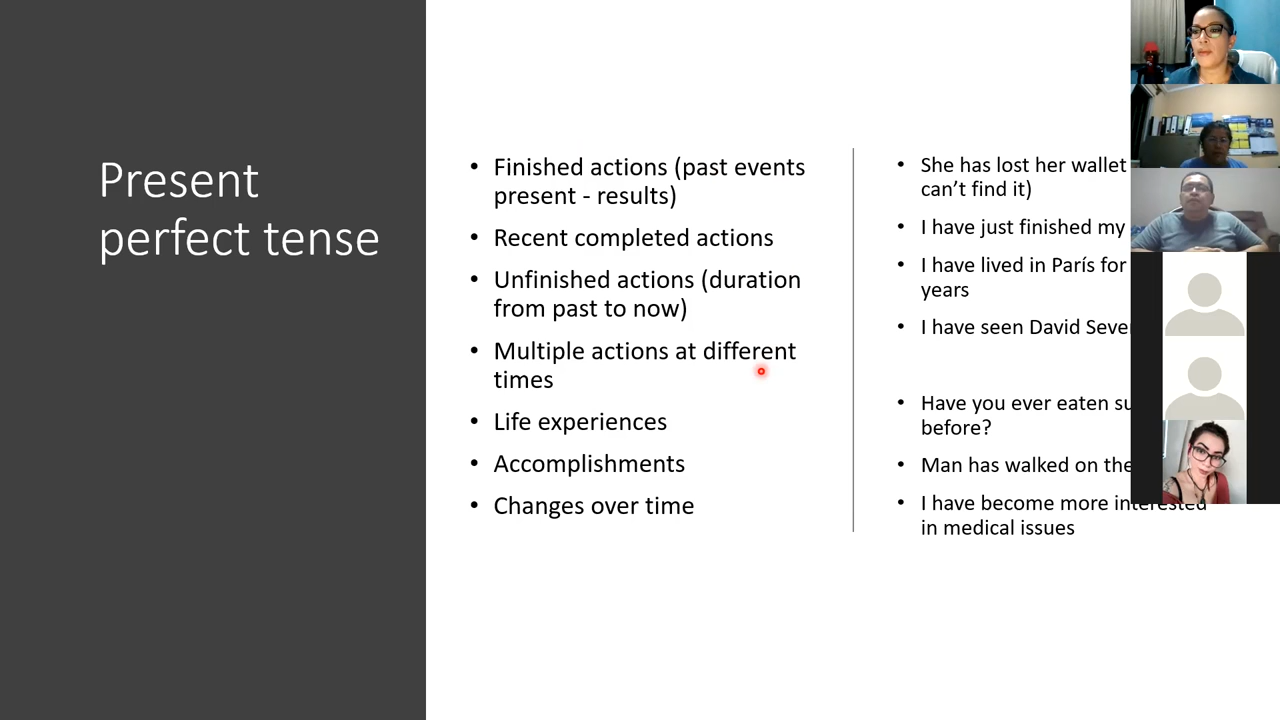 Present
perfect tense
• Finished actions (past events
present - results)
• Recent completed actions
• Unfinished actions (duration
from past to now)
• Multiple actions at different
times
• Life experiences
• Accomplishments
• Changes over time
• She has lost her wallet
can’t find it)
• I have just finished my
• I have lived in París for
years
• I have seen David
• Have you ever eaten
before?
• Man has walked on the
• I have become more interested
in medical issues